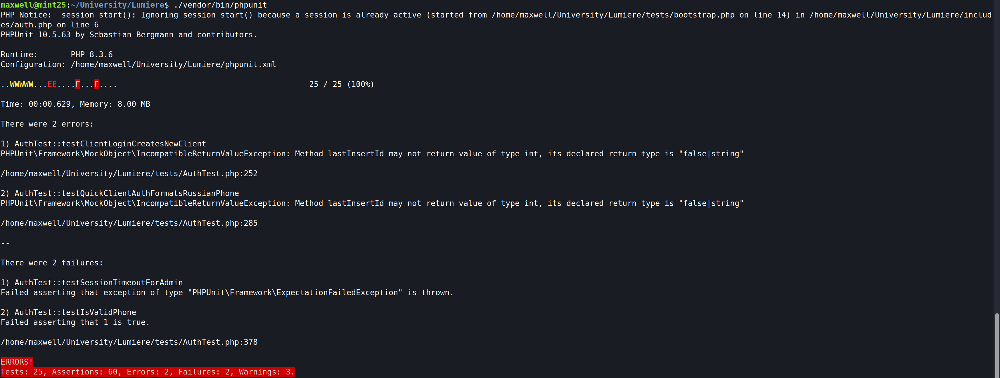 maxwell@mint25:~/University/Lumiere$ ./vendor/bin/phpunit
PHP Notice:  session_start(): Ignoring session_start() because a session is already active (started from /home/maxwell/University/Lumiere/tests/bootstrap.php on line 14) in /home/maxwell/University/Lumiere/includ
es/auth.php on line 6
PHPUnit 10.5.63 by Sebastian Bergmann and contributors.
Runtime:       PHP 8.3.6
Configuration: /home/maxwell/University/Lumiere/phpunit.xml
..WWWWW...EE....F...F....                                         25 / 25 (100%)
Time: 00:00.629, Memory: 8.00 MB
There were 2 errors:
1) AuthTest::testClientLoginCreatesNewClient
PHPUnit\Framework\MockObject\IncompatibleReturnValueException: Method lastInsertId may not return value of type int, its declared return type is "false|string"
/home/maxwell/University/Lumiere/tests/AuthTest.php:252
2) AuthTest::testQuickClientAuthFormatsRussianPhone
PHPUnit\Framework\MockObject\IncompatibleReturnValueException: Method lastInsertId may not return value of type int, its declared return type is "false|string"
/home/maxwell/University/Lumiere/tests/AuthTest.php:285
--
There were 2 failures:
1) AuthTest::testSessionTimeoutForAdmin
Failed asserting that exception of type "PHPUnit\Framework\ExpectationFailedException" is thrown.
2) AuthTest::testIsValidPhone
Failed asserting that 1 is true.
/home/maxwell/University/Lumiere/tests/AuthTest.php:378
ERRORS!
Tests: 25, Assertions: 60, Errors: 2, Failures: 2, Warnings: 3.